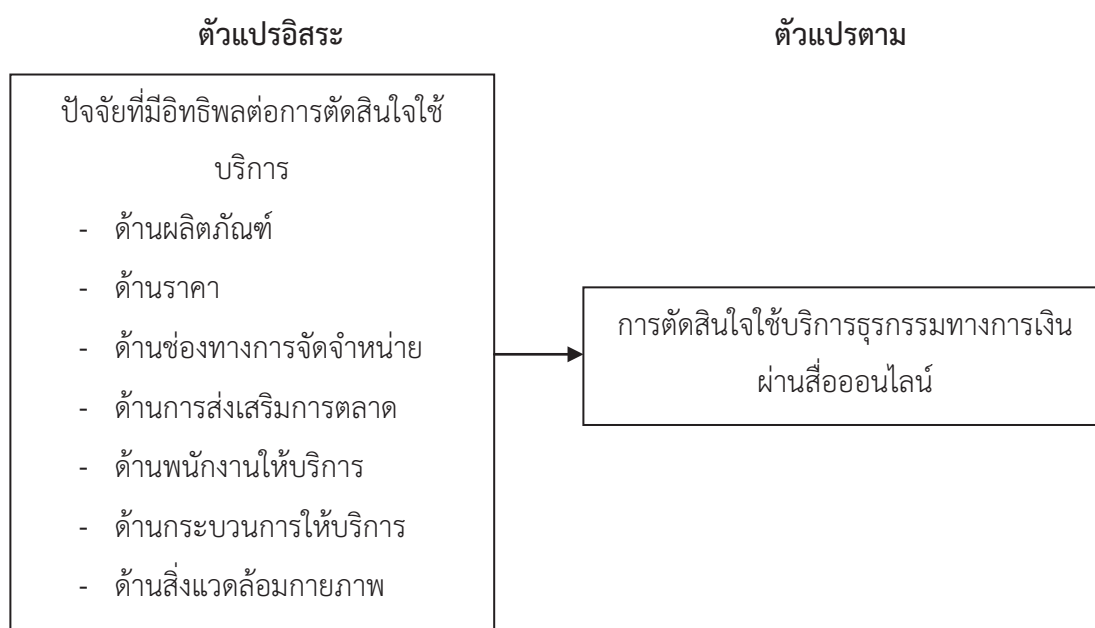 ตัวแปรอิสระ
ตัวแปรตาม
ปัจจัยที่มีอิทธิพลต่อการตัดสินใจใช้
บริการ
- ด้านผลิตภัณฑ์
- ด้านราคา
- ด้านช่องทางการจัดจำหน่าย
- ด้านการส่งเสริมการตลาด
- ด้านพนักงานให้บริการ
- ด้านกระบวนการให้บริการ
- ด้านสิ่งแวดล้อมกายภาพ
การตัดสินใจใช้บริการธุรกรรมทางการเงิน
ผ่านสื่อออนไลน์